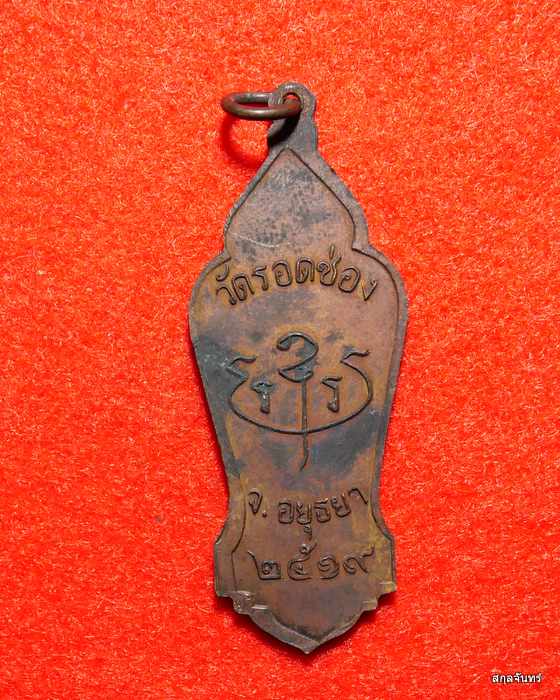 วัดรอดช่อง
จ. อยุธยา
๒๕๑๙
สกุลจันทร์